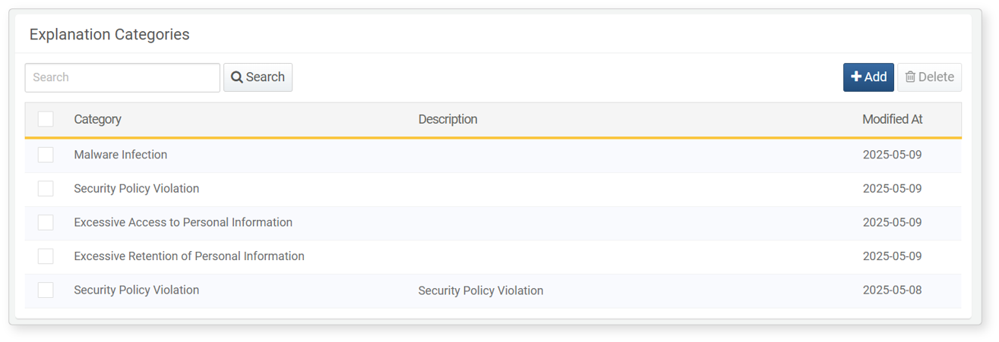 Explanation Categories
Search Search Add Delete
Category Description Modified At
Malware Infection 2025-05-09
Security Policy Violation 2025-05-09
Excessive Access to Personal Information 2025-05-09
Excessive Retention of Personal Information 2025-05-09
Security Policy Violation Security Policy Violation 2025-05-08